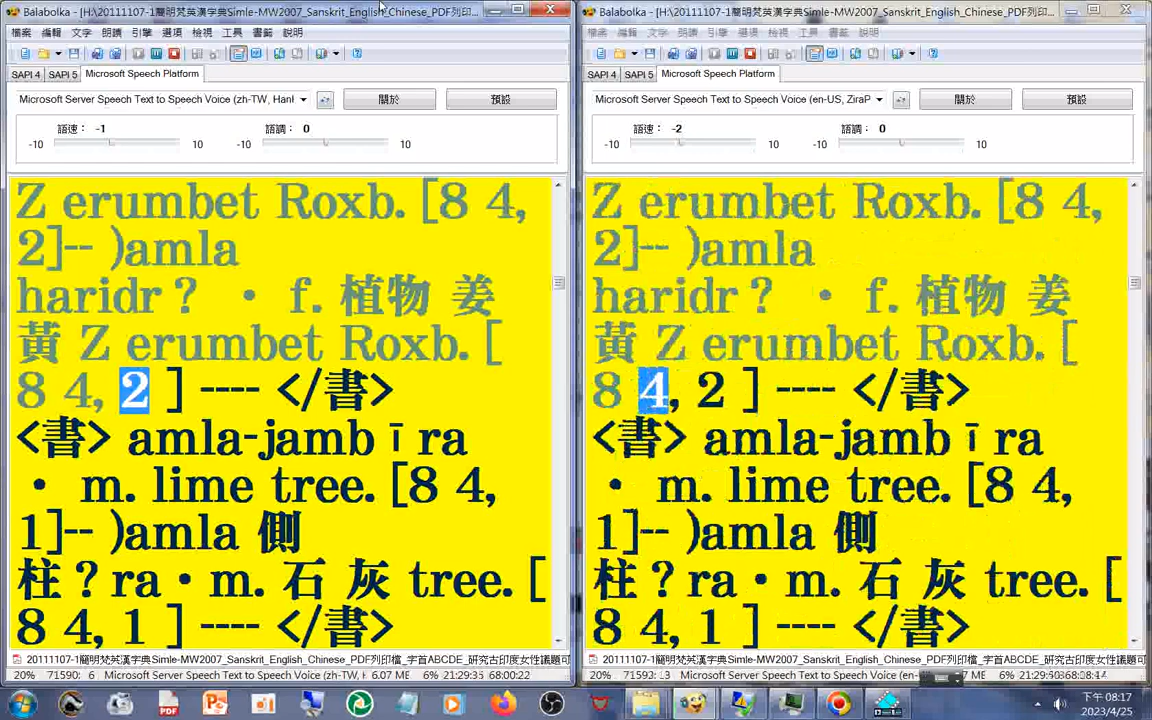 Balabolka - [H:\20111107-1簡明梵英漢字典Simle-MW2007_Sanskrit_English_Chinese_PDF列印...
檔案 編輯 文字 朗讀 引擎 選項 檢視 工具 書籤 說明
SAPI 4 SAPI 5 Microsoft Speech Platform
Microsoft Server Speech Text to Speech Voice (zh-TW, Hanl
關於 預設
語速： -1 語調： 0
-10 10 -10 10
Z erumbet Roxb. [8 4,
2]-- )amla
haridr？ ‧ f. 植物 姜
黃 Z erumbet Roxb. [
8 4, 2 ] ---- </書>
<書> amla-jamb ī ra
‧ m. lime tree. [8 4,
1]-- )amla 側
柱？ra‧m. 石 灰 tree. [
8 4, 1 ] ---- </書>
20111107-1簡明梵英漢字典Simle-MW2007_Sanskrit_English_Chinese_PDF列印檔_字首ABCDE_研究古印度女性議題可
20% 71590: 6 Microsoft Server Speech Text to Speech Voice (zh-TW, 6.07 MB 6% 21:29:35 68:00:22
Balabolka - [H:\20111107-1簡明梵英漢字典Simle-MW2007_Sanskrit_English_Chinese_PDF列印...
檔案 編輯 文字 朗讀 引擎 選項 檢視 工具 書籤 說明
SAPI 4 SAPI 5 Microsoft Speech Platform
Microsoft Server Speech Text to Speech Voice (en-US, ZiraP
關於 預設
語速： -2 語調： 0
-10 10 -10 10
Z erumbet Roxb. [8 4,
2]-- )amla
haridr？ ‧ f. 植物 姜
黃 Z erumbet Roxb. [
8 4, 2 ] ---- </書>
<書> amla-jamb ī ra
‧ m. lime tree. [8 4,
1]-- )amla 側
柱？ra‧m. 石 灰 tree. [
8 4, 1 ] ---- </書>
20111107-1簡明梵英漢字典Simle-MW2007_Sanskrit_English_Chinese_PDF列印檔_字首ABCDE_研究古印度女性議題可
20% Microsoft Server Speech Text to Speech Voice 6%
下午 08:17
2023/4/25